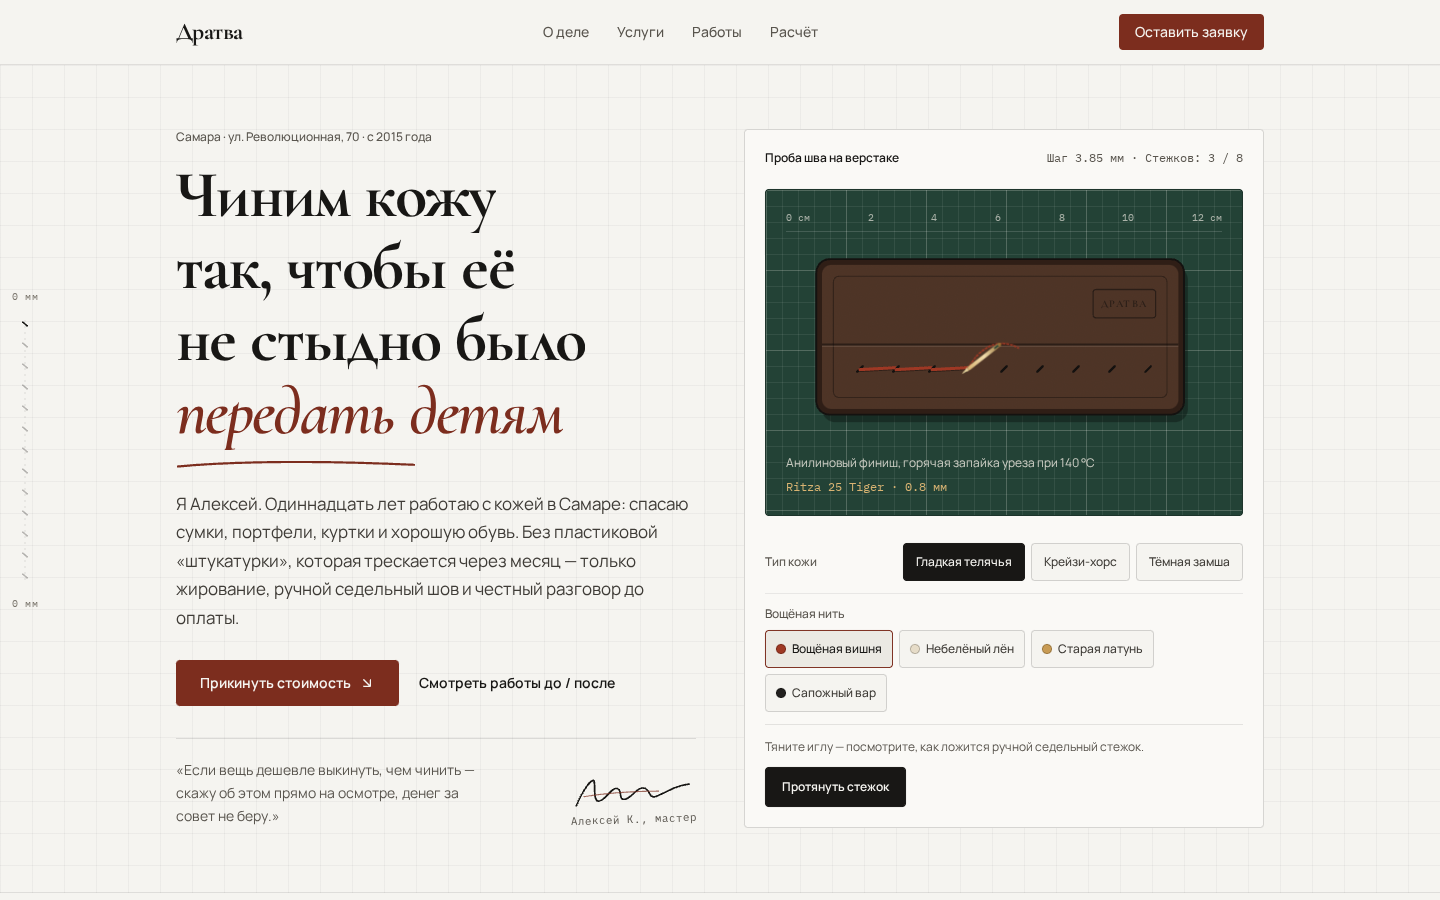 Дратва
О деле Услуги Работы Расчёт
Оставить заявку
Самара · ул. Революционная, 70 · с 2015 года
Чиним кожу
так, чтобы её
не стыдно было
передать детям
0 мм
0 мм
Я Алексей. Одиннадцать лет работаю с кожей в Самаре: спасаю
сумки, портфели, куртки и хорошую обувь. Без пластиковой
«штукатурки», которая трескается через месяц — только
жирование, ручной седельный шов и честный разговор до
оплаты.
Прикинуть стоимость
Смотреть работы до / после
«Если вещь дешевле выкинуть, чем чинить —
скажу об этом прямо на осмотре, денег за
совет не беру.»
Алексей К., мастер
Проба шва на верстаке
Шаг 3.85 мм · Стежков: 3 / 8
0 см 2 4 6 8 10 12 см
ДРАТВА
Анилиновый финиш, горячая запайка уреза при 140 °C
Ritza 25 Tiger · 0.8 мм
Тип кожи
Гладкая телячья
Крейзи-хорс
Тёмная замша
Вощёная нить
Вощёная вишня
Небелёный лён
Старая латунь
Сапожный вар
Тяните иглу — посмотрите, как ложится ручной седельный стежок.
Протянуть стежок